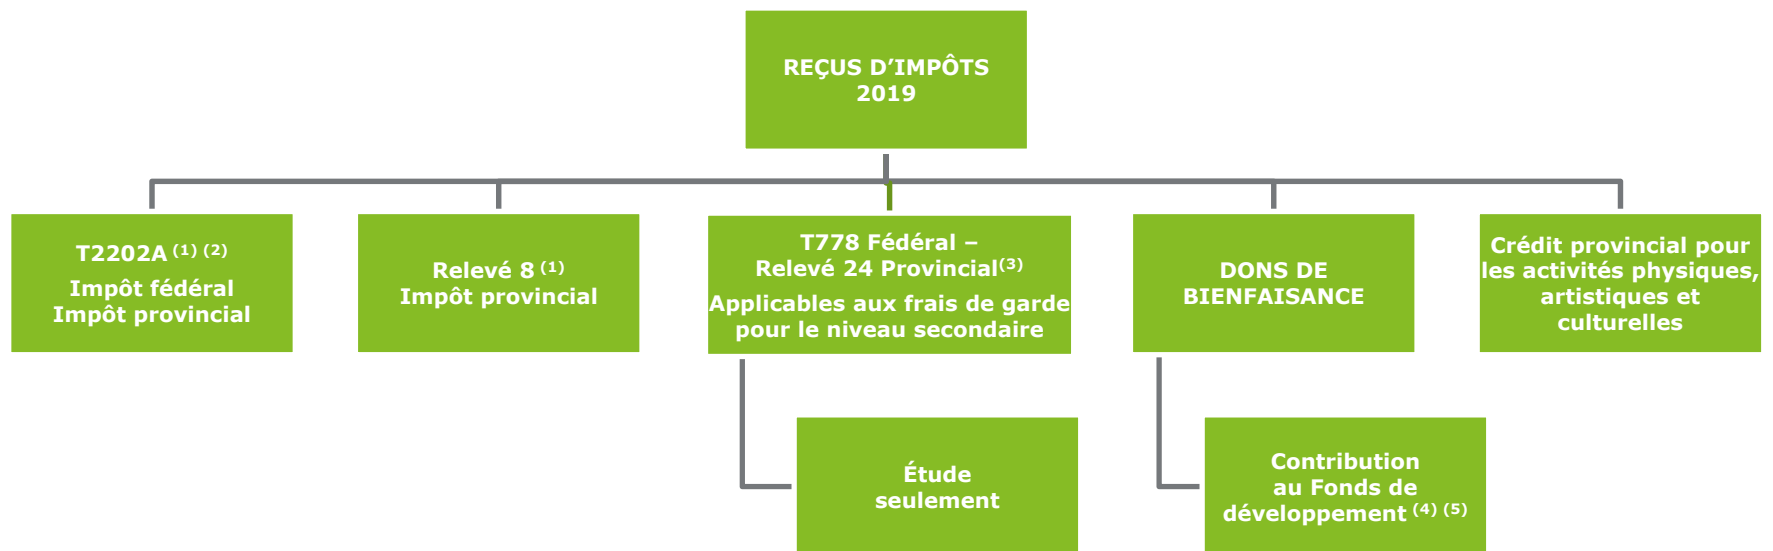 REÇUS D’IMPÔTS
2019
T2202A (1) (2)
Impôt fédéral
Impôt provincial
Relevé 8 (1)
Impôt provincial
T778 Fédéral –
Relevé 24 Provincial(3)
Applicables aux frais de garde
pour le niveau secondaire
DONS DE
BIENFAISANCE
Crédit provincial pour
les activités physiques,
artistiques et
culturelles
Étude
seulement
Contribution
au Fonds de
développement (4) (5)